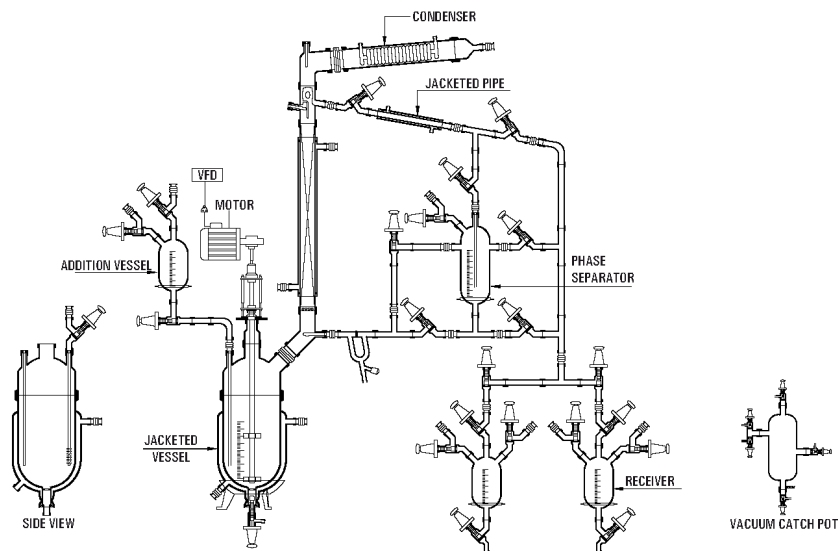 CONDENSER
JACKETED PIPE
VFD
MOTOR
ADDITION VESSEL
PHASE
SEPARATOR
JACKETED
VESSEL
RECEIVER
SIDE VIEW
VACUUM CATCH POT